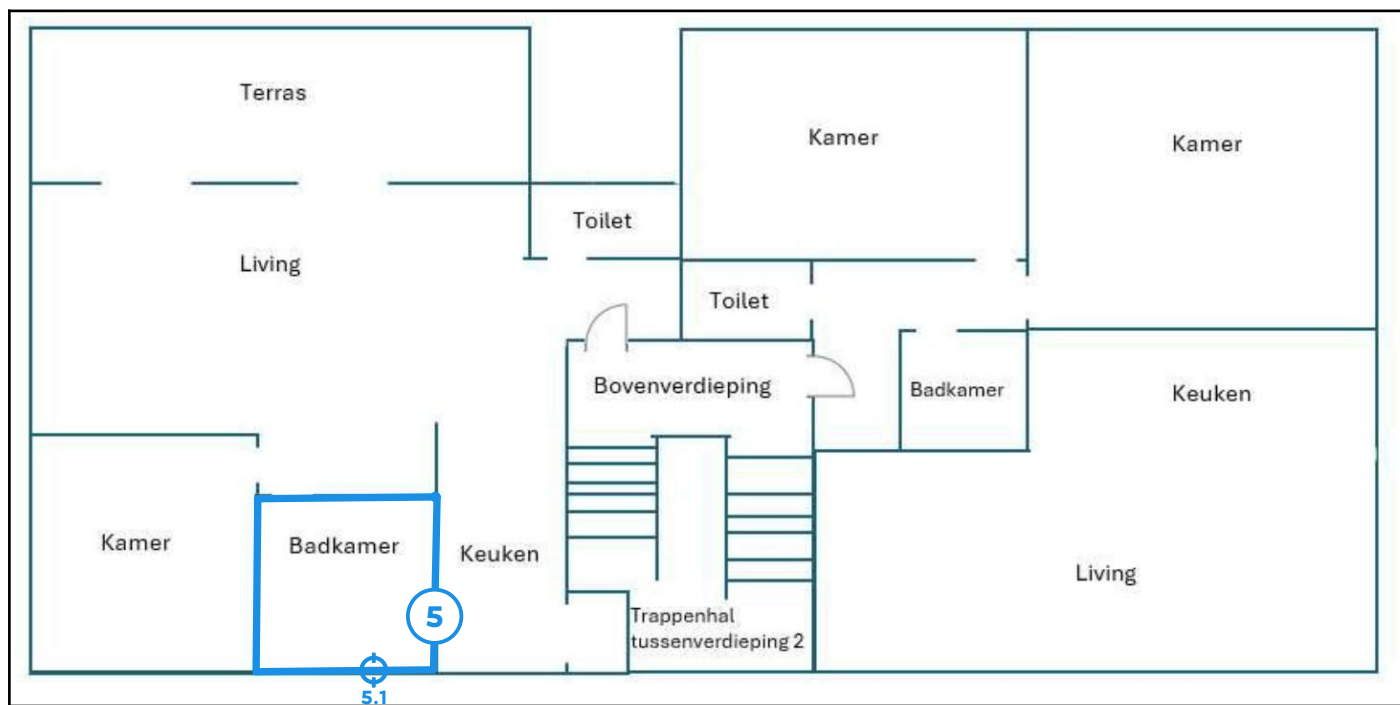 Terras
Kamer
Kamer
Toilet
Living
Toilet
Bovenverdieping
Badkamer
Keuken
Kamer
Badkamer
Keuken
Living
5
Trappenhal
tussenverdieping 2
5.1